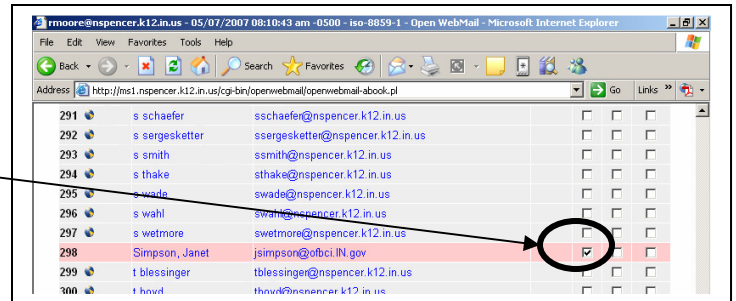 rmoore@nspencer.k12.in.us - 05/07/2007 08:10:43 am -0500 - iso-8859-1 - Open WebMail - Microsoft Internet Explorer
File Edit View Favorites Tools Help
Back Search Favorites
Address http://ms1.nspencer.k12.in.us/cgi-bin/openwebmail/openwebmail-abook.pl Go Links »
291 s schaefer sschaefer@nspencer.k12.in.us
292 s sergesketter ssergesketter@nspencer.k12.in.us
293 s smith ssmith@nspencer.k12.in.us
294 s thake sthake@nspencer.k12.in.us
295 s wade swade@nspencer.k12.in.us
296 s wahl swahl@nspencer.k12.in.us
297 s wetmore swetmore@nspencer.k12.in.us
298 Simpson, Janet jsimpson@ofbci.IN.gov
299 t blessinger tblessinger@nspencer.k12.in.us
300 t boyd tboyd@nspencer.k12.in.us